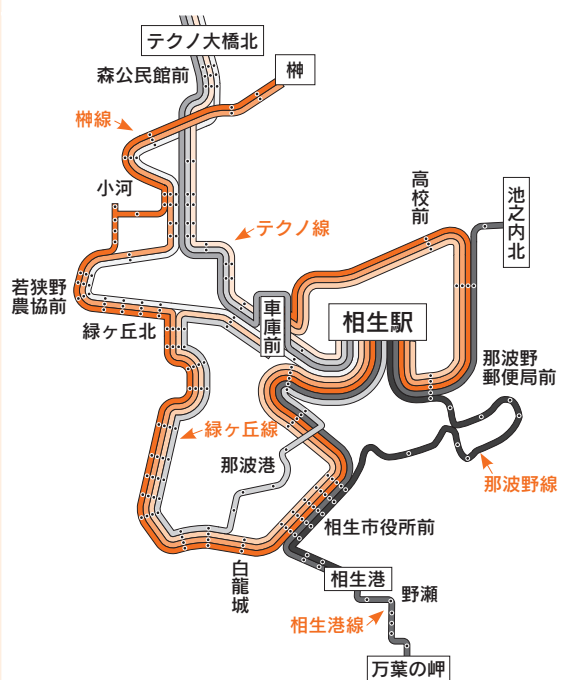 テクノ大橋北
森公民館前
榊
榊線
小河
高校前
池之内北
テクノ線
若狭野
農協前
緑ヶ丘北
車庫前
相生駅
那波野
郵便局前
緑ヶ丘線
那波港
那波野線
相生市役所前
白龍城
相生港
野瀬
相生港線
万葉の岬